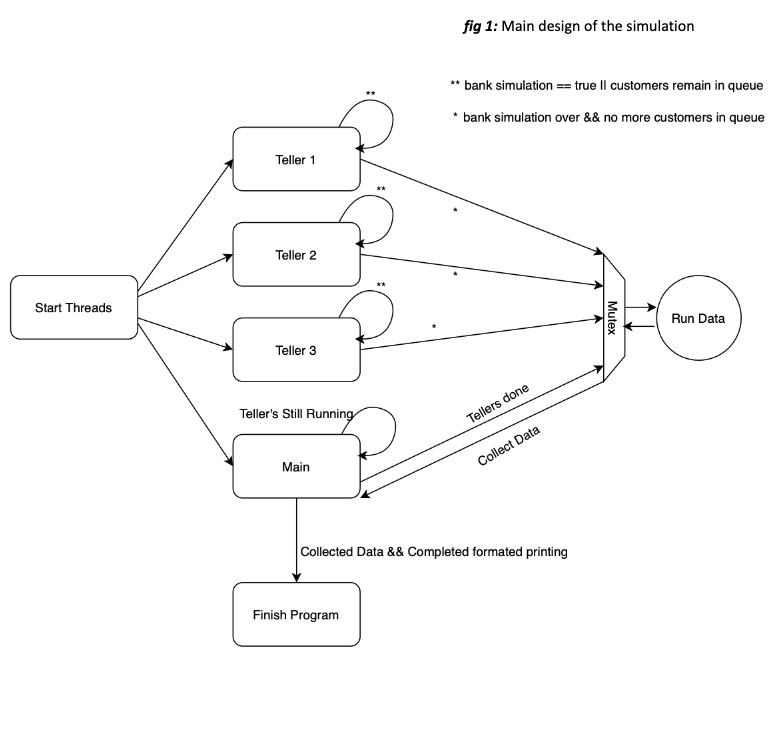 fig 1: Main design of the simulation
** bank simulation == true || customers remain in queue
* bank simulation over && no more customers in queue
**
Teller 1
*
**
Teller 2
*
**
Teller 3
*
Start Threads
Mutex
Run Data
Teller's Still Running
Main
Tellers done
Collect Data
Collected Data && Completed formated printing
Finish Program